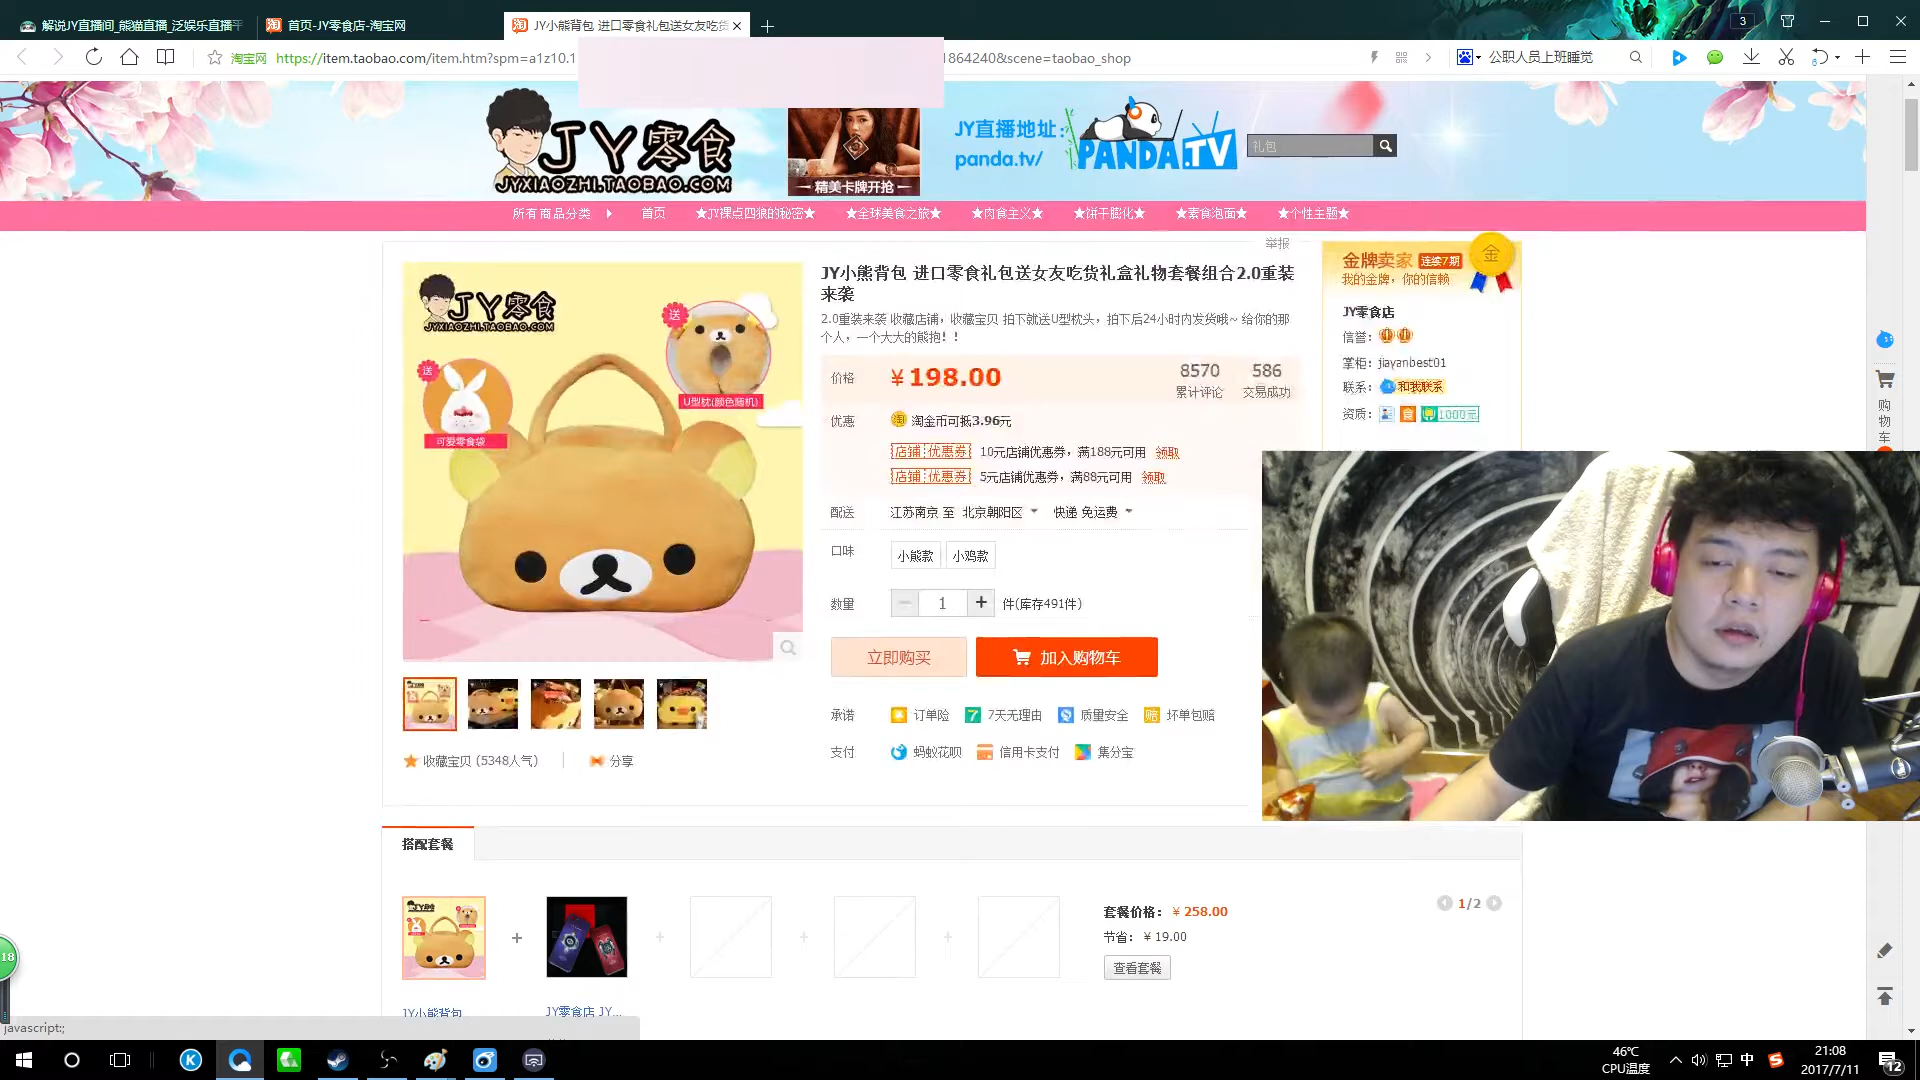 解说JY直播间_熊猫直播_泛娱乐直播平
首页-JY零食店-淘宝网
JY小熊背包 进口零食礼包送女友吃货
3
淘宝网 https://item.taobao.com/item.htm?spm=a1z10.1
1864240&scene=taobao_shop
公职人员上班睡觉
JY零食
JYXIAOZHI.TAOBAO.COM
精美卡牌开抢
JY直播地址：
panda.tv/
PANDA.TV
礼包
所有商品分类
首页
★JY裸点四狼的秘密★
★全球美食之旅★
★肉食主义★
★饼干膨化★
★素食泡面★
★个性主题★
举报
JY零食
JYXIAOZHI.TAOBAO.COM
送
送
U型枕(颜色随机)
可爱零食袋
JY小熊背包 进口零食礼包送女友吃货礼盒礼物套餐组合2.0重装
来袭
2.0重装来袭 收藏店铺，收藏宝贝 拍下就送U型枕头，拍下后24小时内发货哦~ 给你的那
个人，一个大大的熊抱！！
价格 ¥ 198.00
8570
累计评论
586
交易成功
优惠 淘金币可抵3.96元
店铺 优惠券 10元店铺优惠券，满188元可用 领取
店铺 优惠券 5元店铺优惠券，满88元可用 领取
配送 江苏南京 至 北京朝阳区 快递 免运费
口味 小熊款 小鸡款
数量 1 件(库存491件)
立即购买
加入购物车
承诺 订单险 7天无理由 质量安全 坏单包赔
支付 蚂蚁花呗 信用卡支付 集分宝
收藏宝贝 (5348人气)
分享
金牌卖家 连续7期
金
我的金牌，你的信赖
JY零食店
信誉：
掌柜：jiayanbest01
联系：和我联系
资质：1000元
购物车
搭配套餐
套餐价格：¥ 258.00
节省：¥ 19.00
查看套餐
1/2
JY小熊背包
JY零食店 JY...
18
javascript:;
46℃
CPU温度
中
21:08
2017/7/11
12